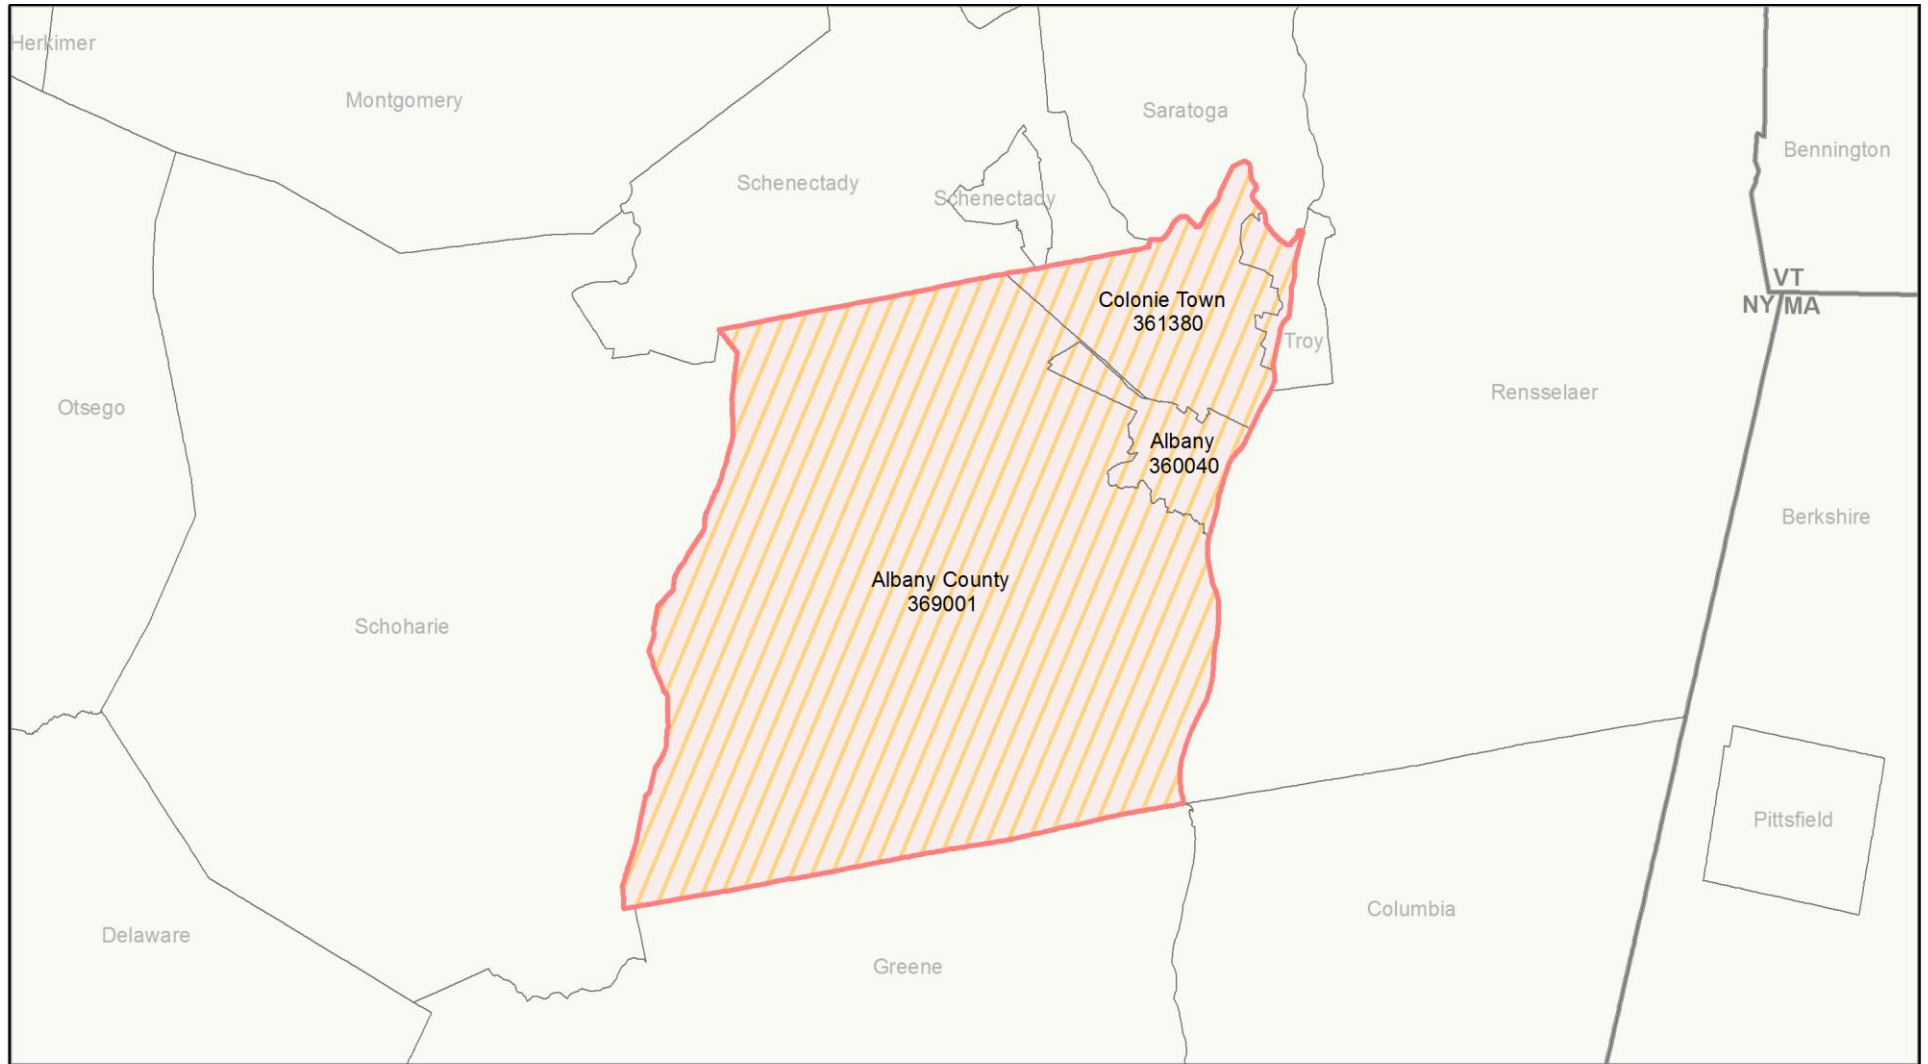 Herkimer
Montgomery
Saratoga
Bennington
Schenectady
Schenectady
VT
NY
MA
Colonie Town
361380
Troy
Rensselaer
Otsego
Albany
360040
Berkshire
Albany County
369001
Schoharie
Pittsfield
Columbia
Delaware
Greene